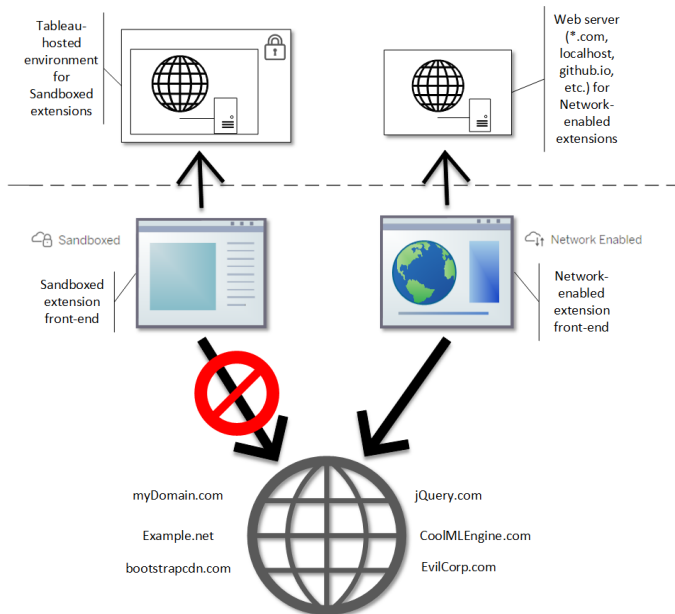 Tableau-
hosted
environment
for
Sandboxed
extensions
Web server
(*.com,
localhost,
github.io,
etc.) for
Network-
enabled
extensions
Sandboxed
Network Enabled
Sandboxed
extension
front-end
Network-
enabled
extension
front-end
myDomain.com
jQuery.com
Example.net
CoolMLEngine.com
bootstrapcdn.com
EvilCorp.com